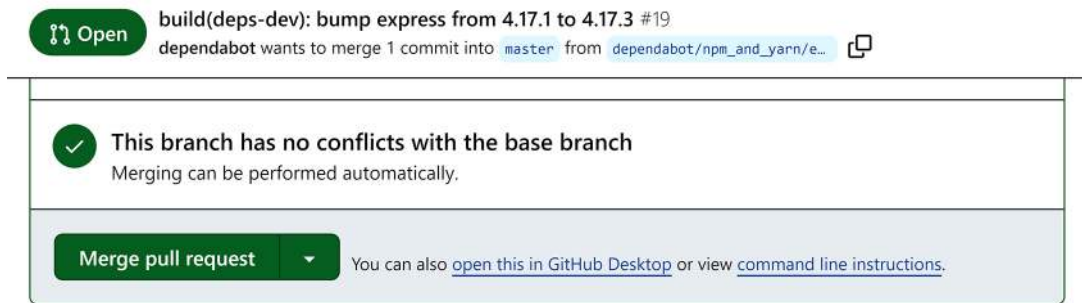 Open
build(deps-dev): bump express from 4.17.1 to 4.17.3 #19
dependabot wants to merge 1 commit into master from dependabot/npm_and_yarn/e…
This branch has no conflicts with the base branch
Merging can be performed automatically.
Merge pull request
You can also open this in GitHub Desktop or view command line instructions.